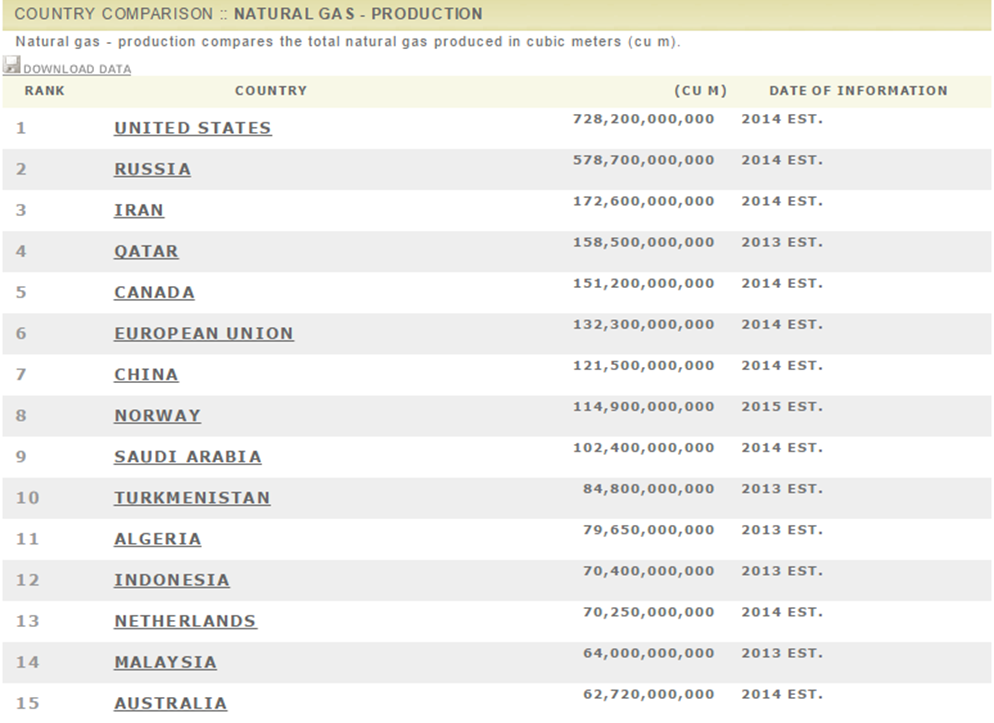 COUNTRY COMPARISON :: NATURAL GAS - PRODUCTION
Natural gas - production compares the total natural gas produced in cubic meters (cu m).
DOWNLOAD DATA
RANK COUNTRY (CU M) DATE OF INFORMATION
1 UNITED STATES 728,200,000,000 2014 EST.
2 RUSSIA 578,700,000,000 2014 EST.
3 IRAN 172,600,000,000 2014 EST.
4 QATAR 158,500,000,000 2013 EST.
5 CANADA 151,200,000,000 2014 EST.
6 EUROPEAN UNION 132,300,000,000 2014 EST.
7 CHINA 121,500,000,000 2014 EST.
8 NORWAY 114,900,000,000 2015 EST.
9 SAUDI ARABIA 102,400,000,000 2014 EST.
10 TURKMENISTAN 84,800,000,000 2013 EST.
11 ALGERIA 79,650,000,000 2013 EST.
12 INDONESIA 70,400,000,000 2013 EST.
13 NETHERLANDS 70,250,000,000 2014 EST.
14 MALAYSIA 64,000,000,000 2013 EST.
15 AUSTRALIA 62,720,000,000 2014 EST.